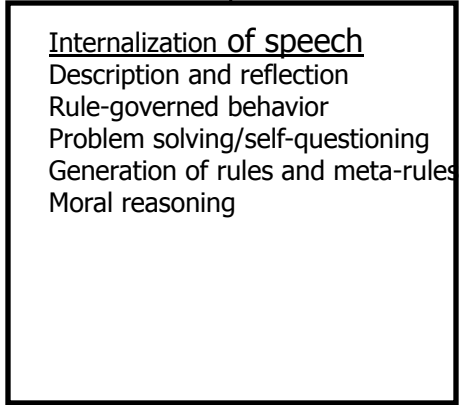 Internalization of speech
Description and reflection
Rule-governed behavior
Problem solving/self-questioning
Generation of rules and meta-rules
Moral reasoning